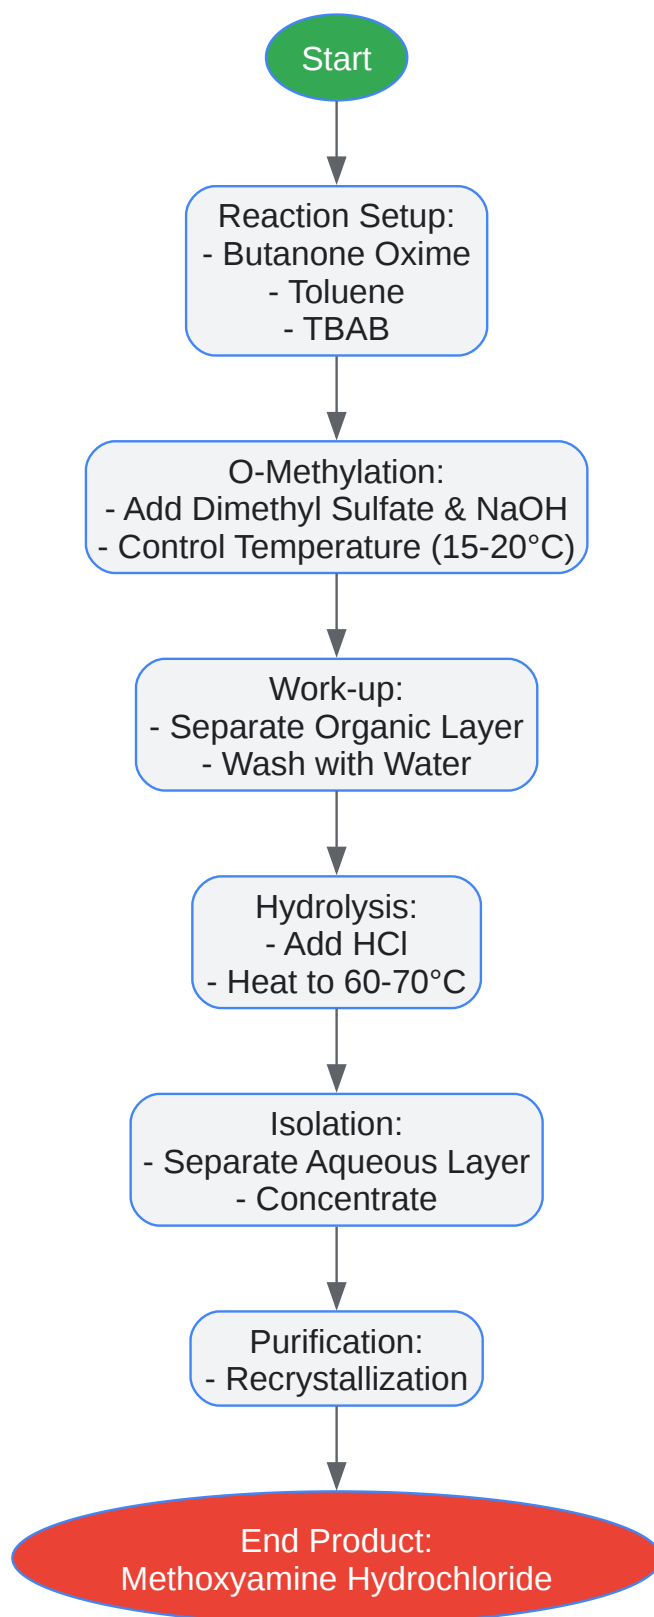 Start
Reaction Setup:
- Butanone Oxime
- Toluene
- TBAB
O-Methylation:
- Add Dimethyl Sulfate & NaOH
- Control Temperature (15-20°C)
Work-up:
- Separate Organic Layer
- Wash with Water
Hydrolysis:
- Add HCl
- Heat to 60-70°C
Isolation:
- Separate Aqueous Layer
- Concentrate
Purification:
- Recrystallization
End Product:
Methoxyamine Hydrochloride